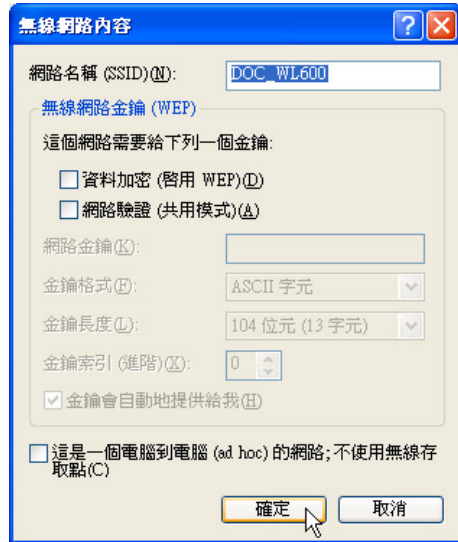 無線網路內容
網路名稱 (SSID)(N):
DOC_WL600
無線網路金鑰 (WEP)
這個網路需要給下列一個金鑰:
資料加密 (啓用 WEP)(D)
網路驗證 (共用模式)(A)
網路金鑰(K):
金鑰格式(F):
ASCII 字元
金鑰長度(L):
104 位元 (13 字元)
金鑰索引 (進階)(X):
0
金鑰會自動地提供給我(H)
這是一個電腦到電腦 (ad hoc) 的網路;不使用無線存
取點(C)
確定
取消